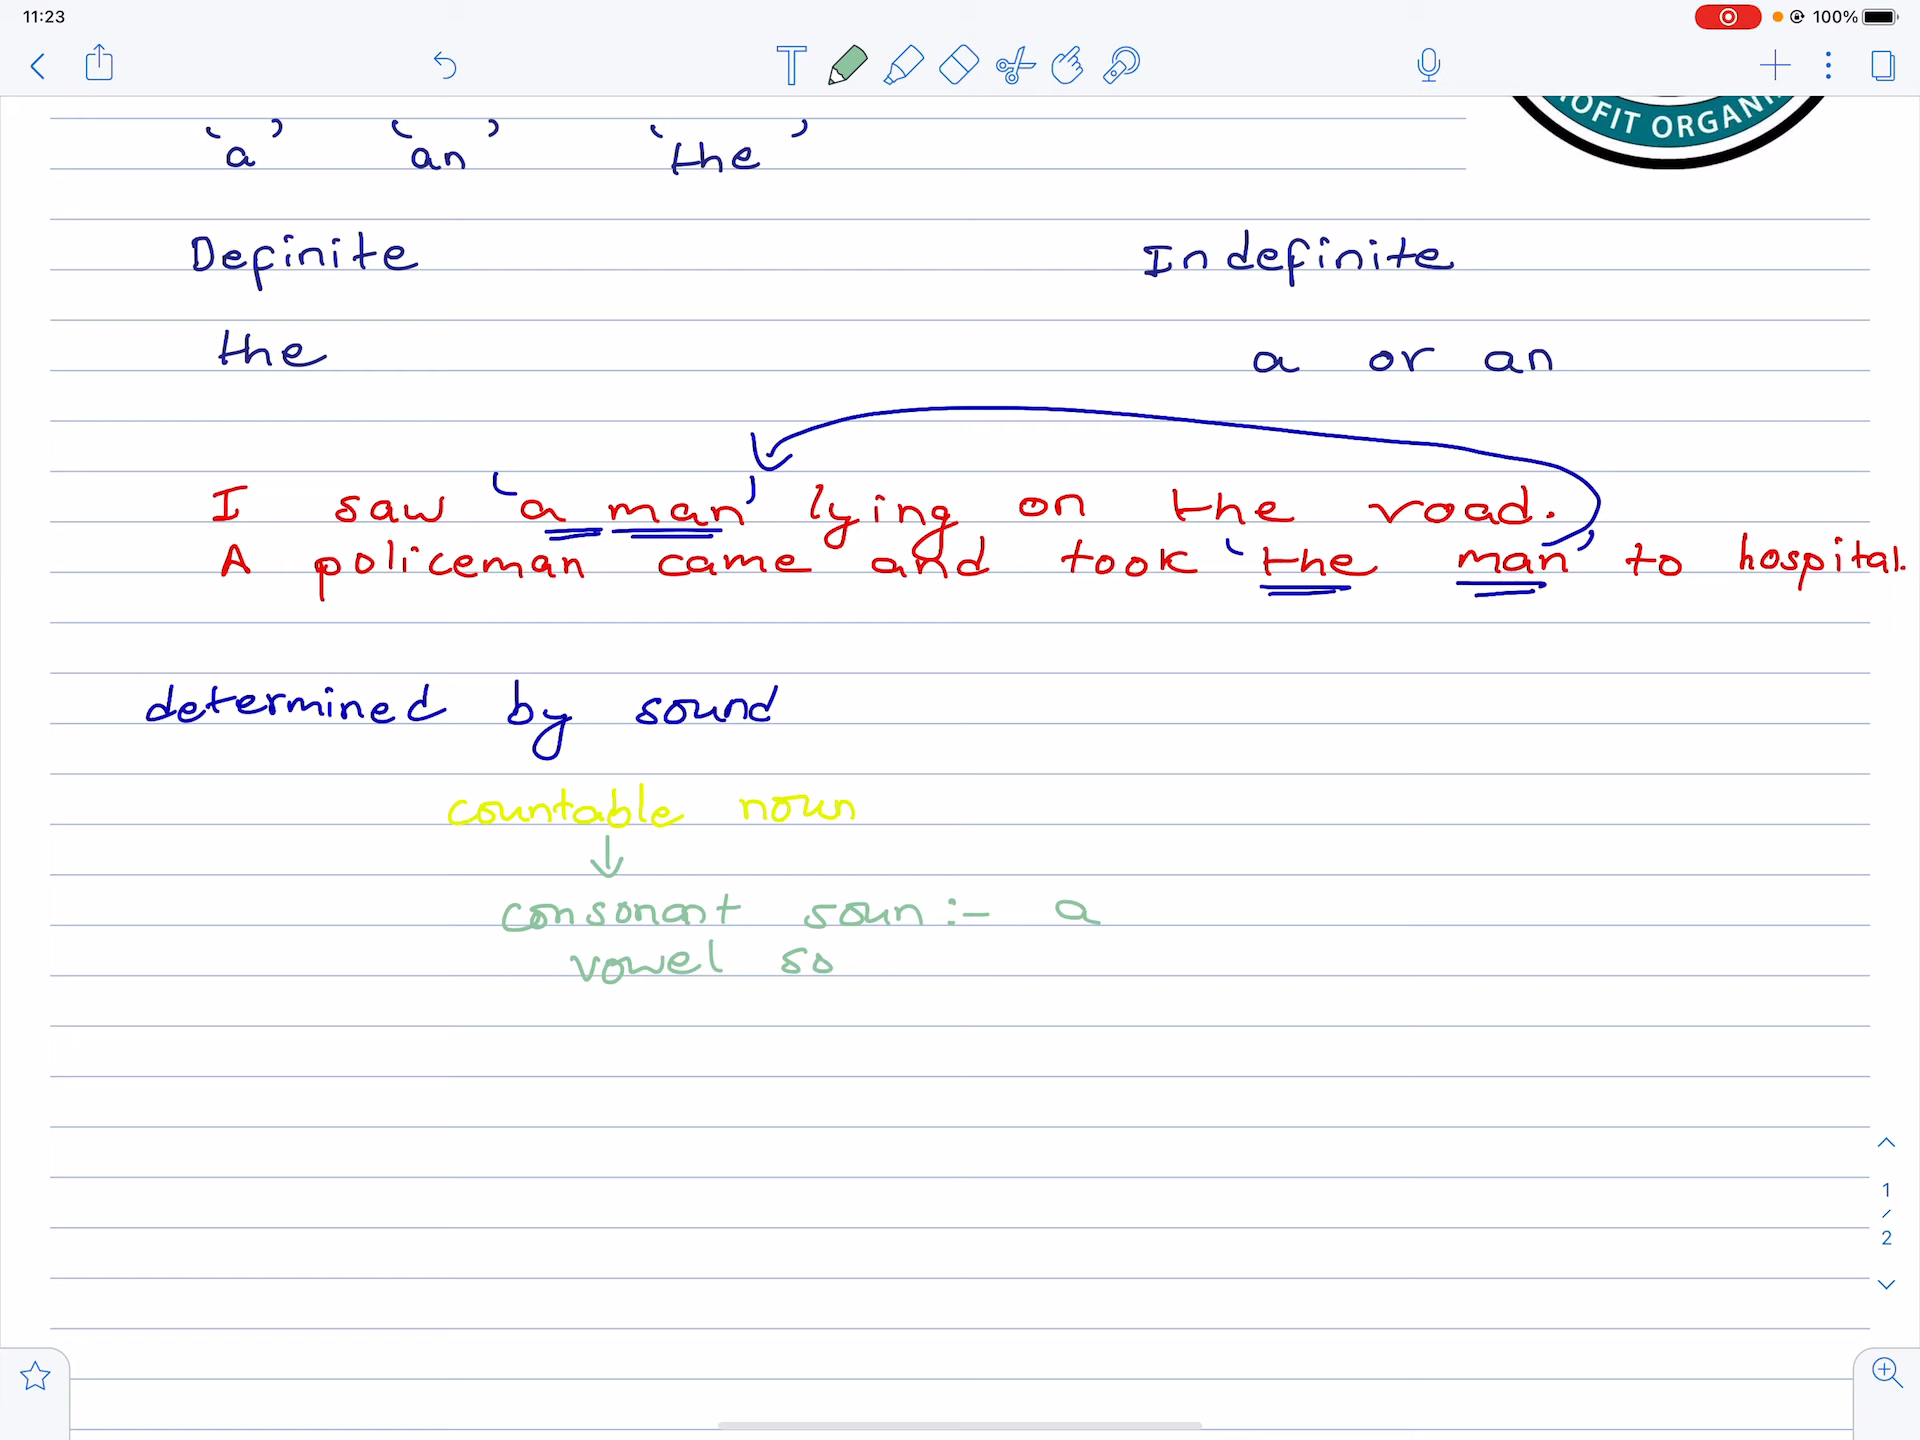 11:23 100%
OFIT ORGANI
'a' 'an' 'the'
Definite Indefinite
the a or an
I saw 'a man' lying on the road.
A policeman came and took 'the man' to hospital.
determined by sound
countable noun
consonant soun :- a
vowel so
1
/
2